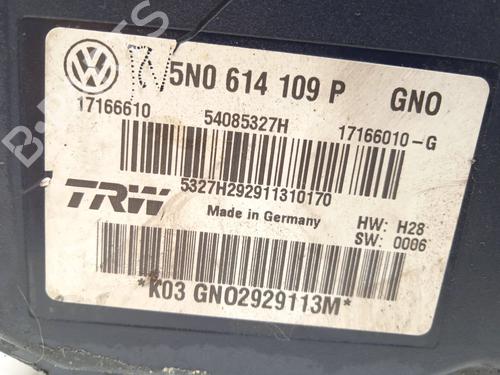 5N0 614 109 P GNO
17166610 54085327H 17166010-G
5327H292911310170
TRW
Made in Germany
HW: H28
SW: 0006
*K03 GNO2929113M*